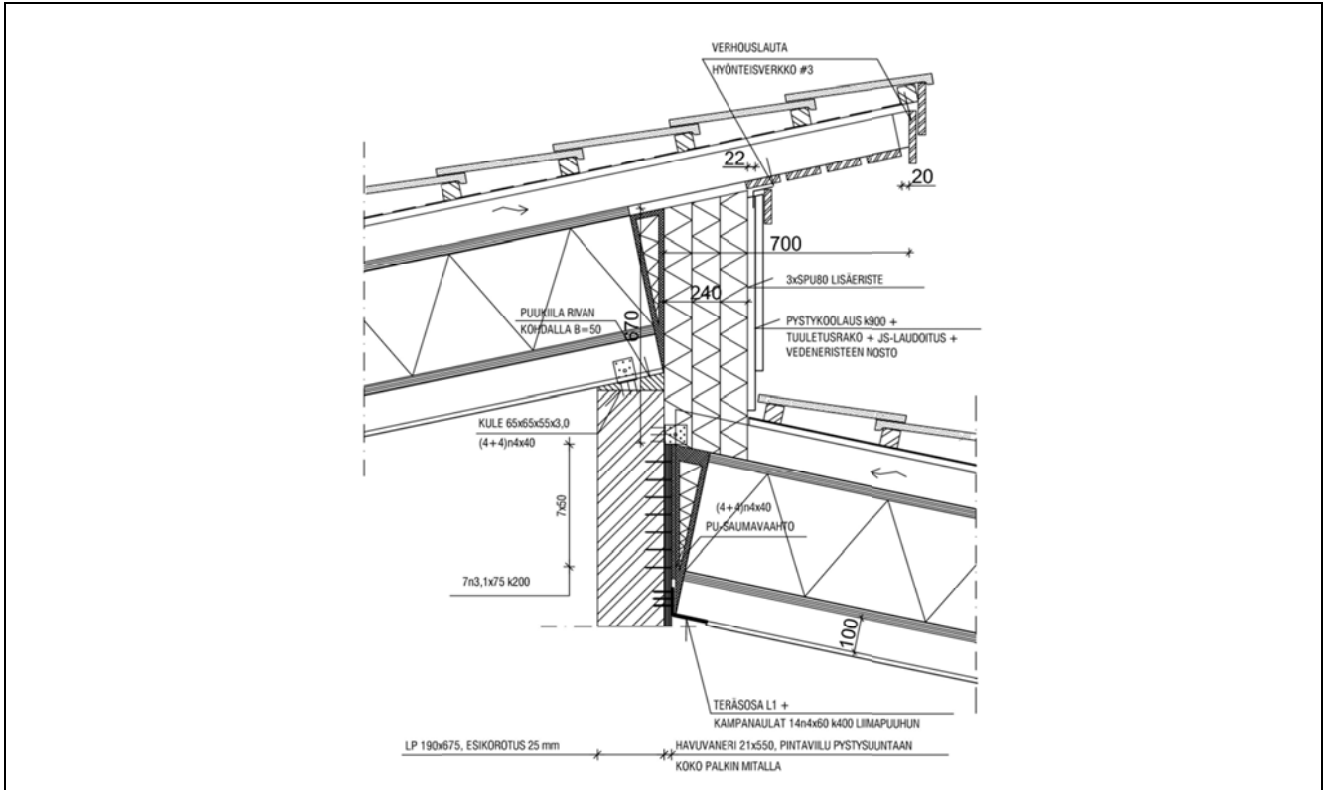 VERHOUSLAUTA
HYÖNTEISVERKKO #3
22
20
700
3xSPU80 LISÄERISTE
240
PUUKIILA RIVAN
KOHDALLA B=50
670
PYSTYKOOLAUS k900 +
TUULETUSRAKO + JS-LAUDOITUS +
VEDENERISTEEN NOSTO
KULE 65x65x55x3,0
(4+4)n4x40
7x50
(4+4)n4x40
PU-SAUMAVAAHTO
7n3,1x75 k200
100
TERÄSOSA L1 +
KAMPANAULAT 14n4x60 k400 LIIMAPUUHUN
LP 190x675, ESIKOROTUS 25 mm
HAVUVANERI 21x550, PINTAVIILU PYSTYSUUNTAAN
KOKO PALKIN MITALLA